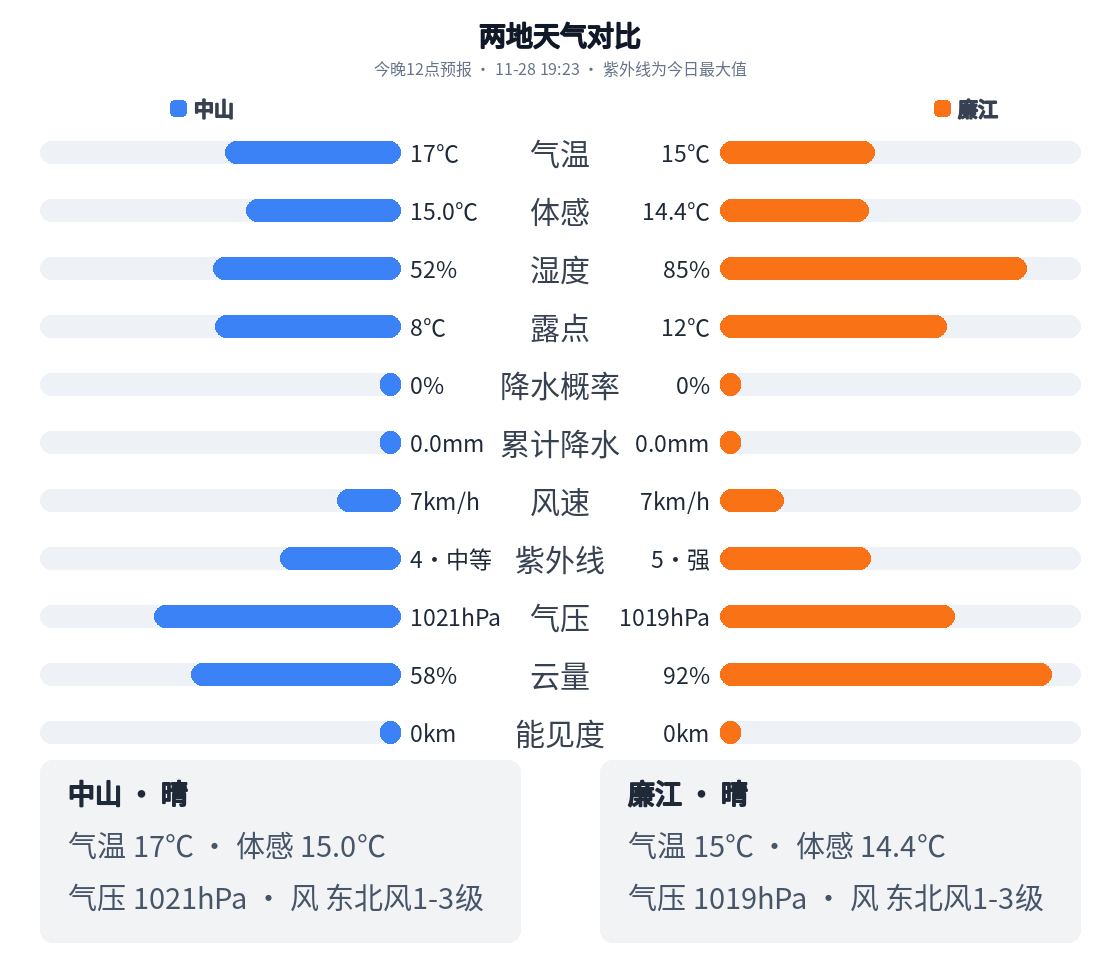 两地天气对比
今晚12点预报 · 11-28 19:23 · 紫外线为今日最大值
中山 廉江
17℃ 气温 15℃
15.0℃ 体感 14.4℃
52% 湿度 85%
8℃ 露点 12℃
0% 降水概率 0%
0.0mm 累计降水 0.0mm
7km/h 风速 7km/h
4·中等 紫外线 5·强
1021hPa 气压 1019hPa
58% 云量 92%
0km 能见度 0km
中山 · 晴
气温 17℃ · 体感 15.0℃
气压 1021hPa · 风 东北风1-3级
廉江 · 晴
气温 15℃ · 体感 14.4℃
气压 1019hPa · 风 东北风1-3级